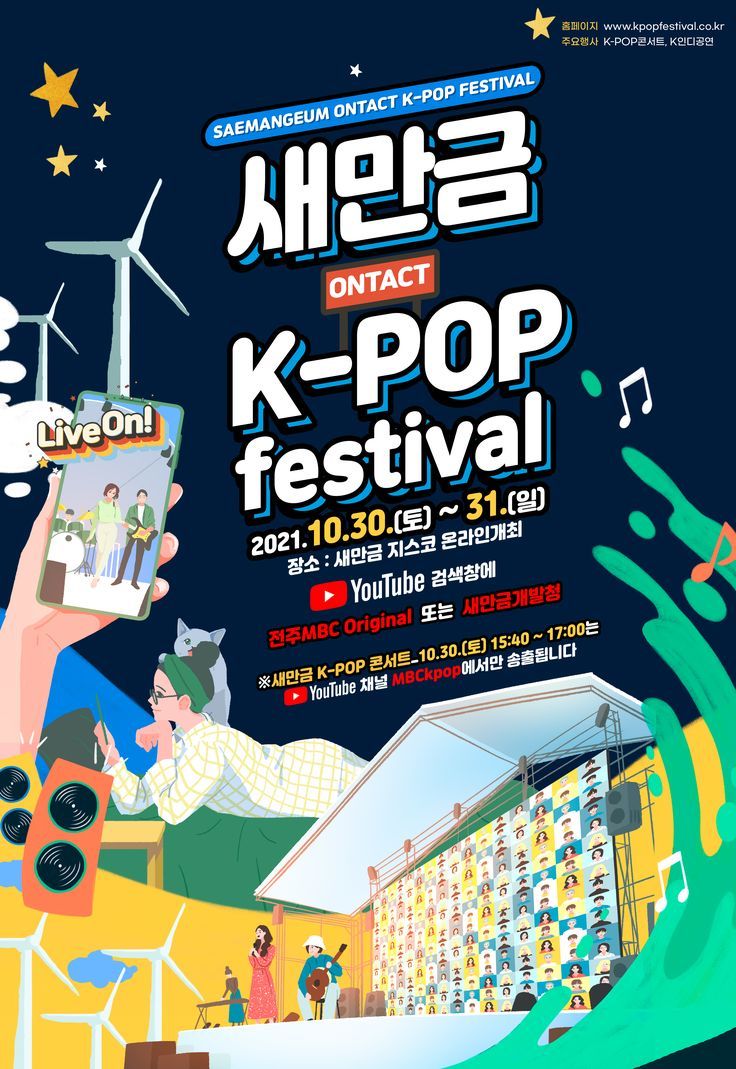 홈페이지 www.kpopfestival.co.kr
주요행사 K-POP콘서트, K인디공연
SAEMANGEUM ONTACT K-POP FESTIVAL
새만금
ONTACT
K-POP
festival
2021.10.30.(토) ~ 31.(일)
장소 : 새만금 지스코 온라인개최
YouTube 검색창에
전주MBC Original 또는 새만금개발청
※새만금 K-POP 콘서트_10.30.(토) 15:40 ~ 17:00는
YouTube 채널 MBCkpop에서만 송출됩니다
Live On!